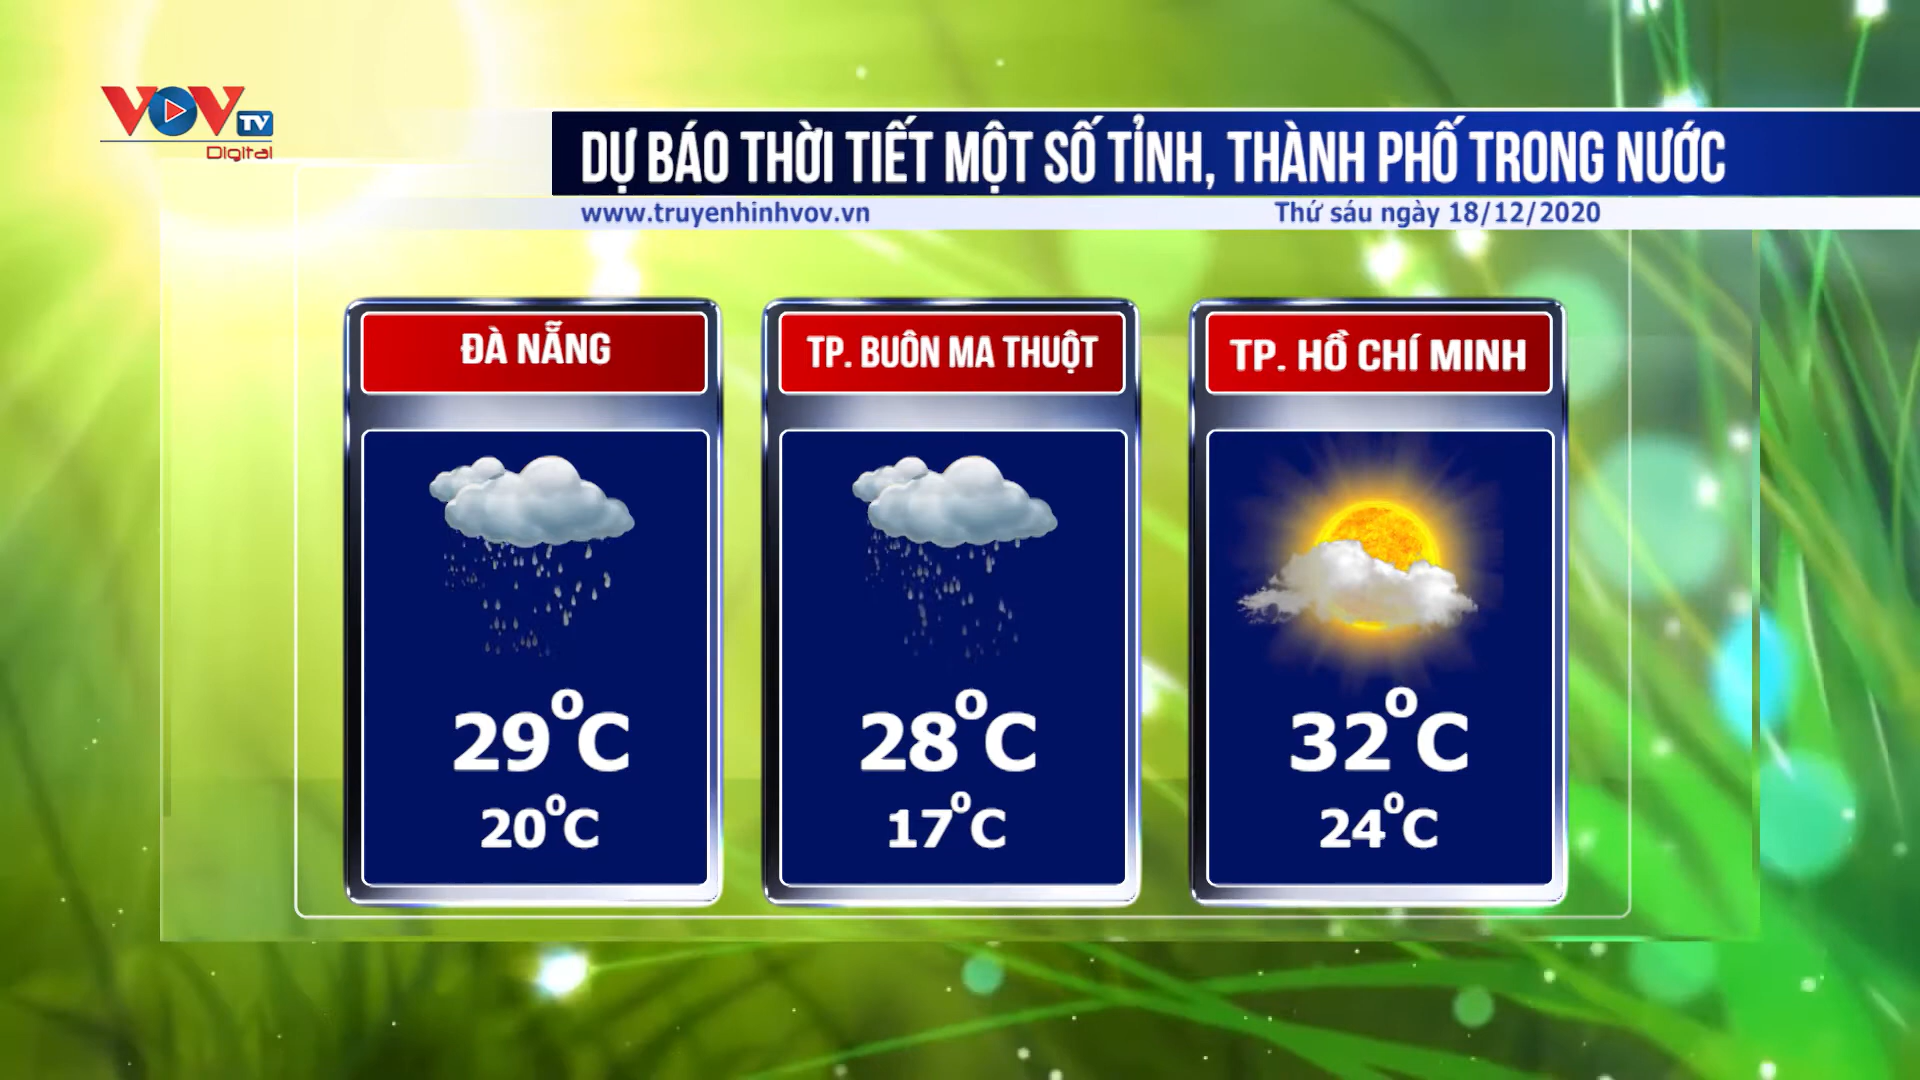 VOV TV
Digital
DỰ BÁO THỜI TIẾT MỘT SỐ TỈNH, THÀNH PHỐ TRONG NƯỚC
www.truyenhinhvov.vn
Thứ sáu ngày 18/12/2020
ĐÀ NẴNG
29°C
20°C
TP. BUÔN MA THUỘT
28°C
17°C
TP. HỒ CHÍ MINH
32°C
24°C